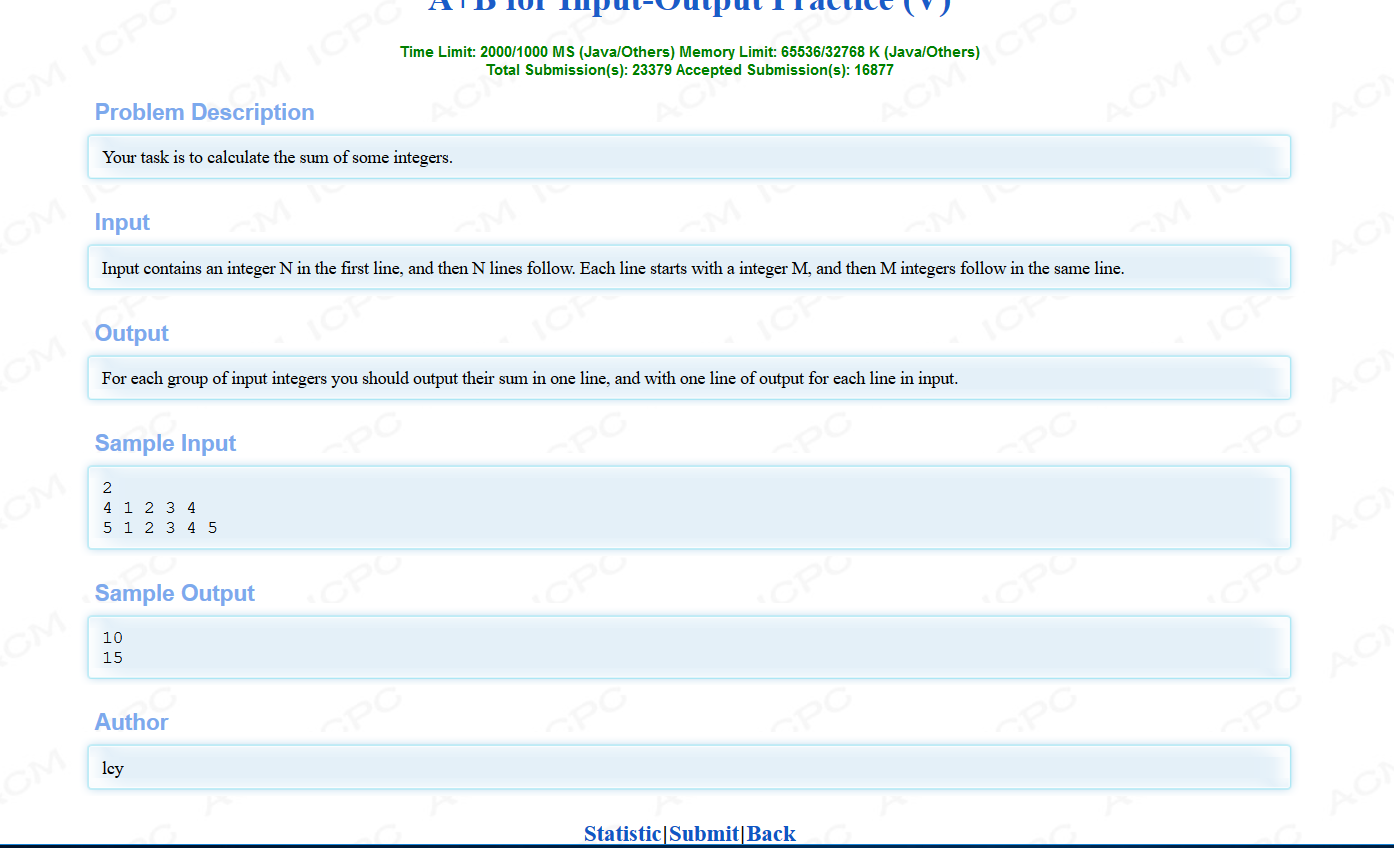 A+B for Input-Output Practice (V)
Time Limit: 2000/1000 MS (Java/Others) Memory Limit: 65536/32768 K (Java/Others)
Total Submission(s): 23379 Accepted Submission(s): 16877
Problem Description
Your task is to calculate the sum of some integers.
Input
Input contains an integer N in the first line, and then N lines follow. Each line starts with a integer M, and then M integers follow in the same line.
Output
For each group of input integers you should output their sum in one line, and with one line of output for each line in input.
Sample Input
2
4 1 2 3 4
5 1 2 3 4 5
Sample Output
10
15
Author
lcy
Statistic|Submit|Back